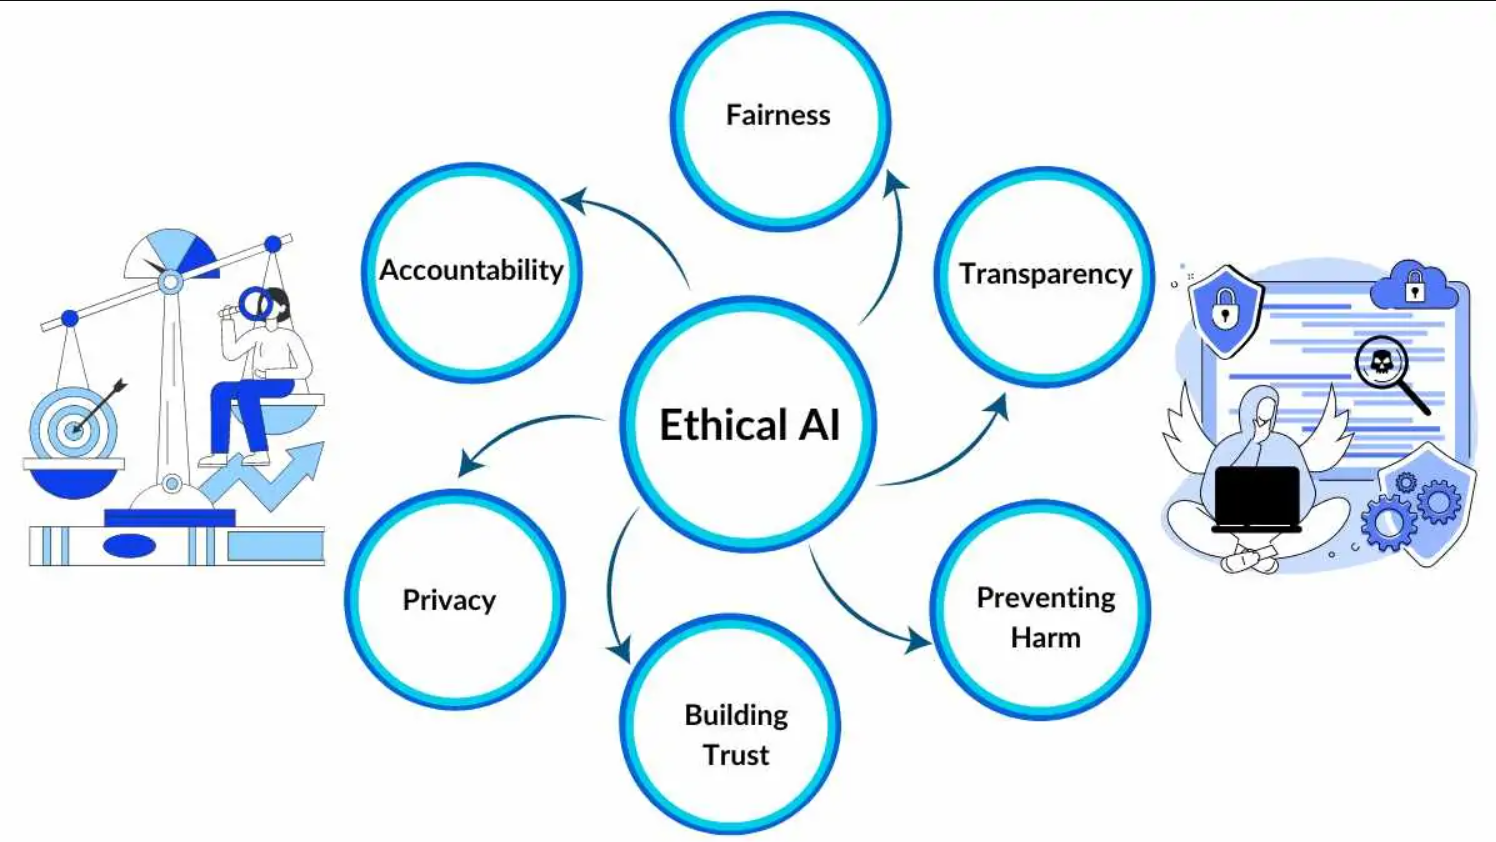 Fairness
Accountability
Transparency
Ethical AI
Privacy
Preventing
Harm
Building
Trust